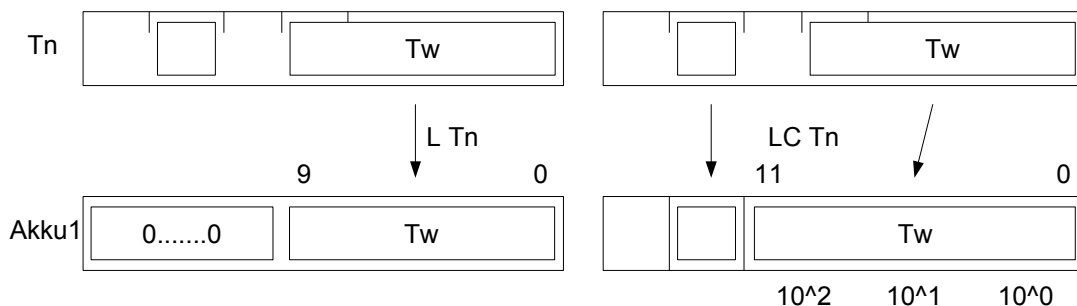 Tn Tw Tw
L Tn LC Tn
9 0 11 0
Akku1 0.......0 Tw Tw
10^2 10^1 10^0